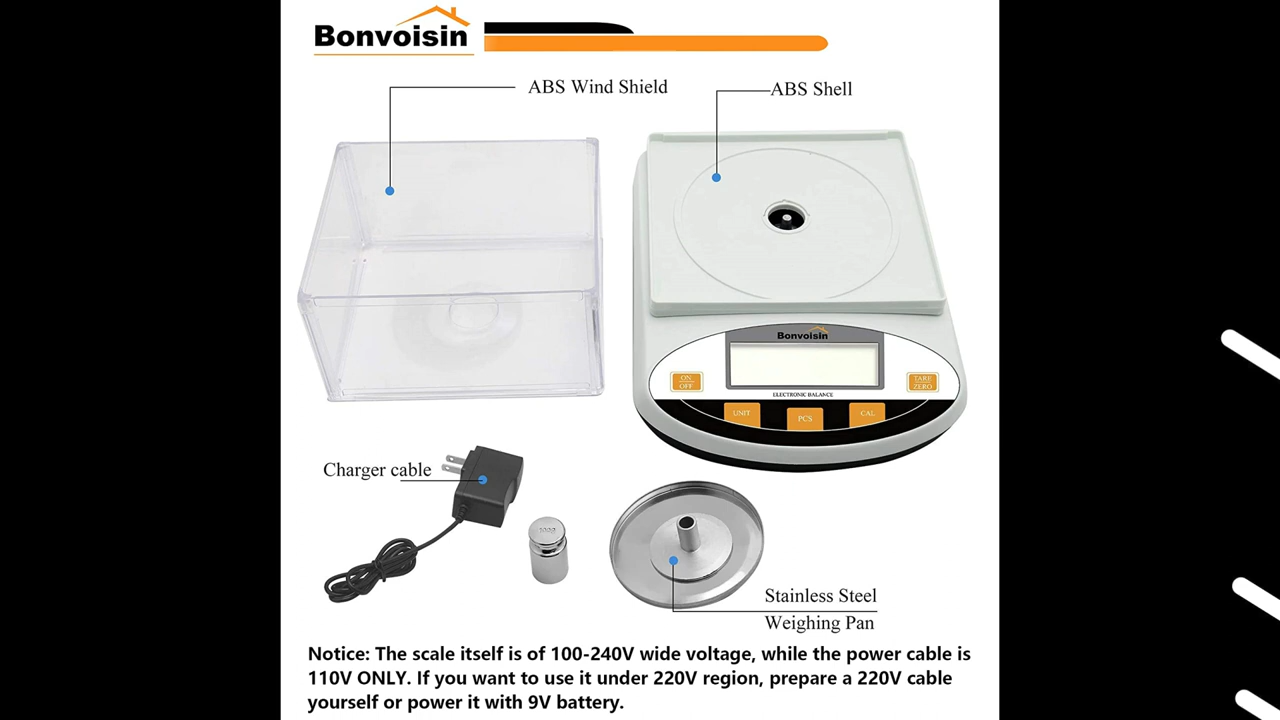 Bonvoisin
ABS Wind Shield
ABS Shell
Bonvoisin
ON
OFF
TARE
ZERO
ELECTRONIC BALANCE
UNIT
PCS
CAL
Charger cable
100g
Stainless Steel
Weighing Pan
Notice: The scale itself is of 100-240V wide voltage, while the power cable is
110V ONLY. If you want to use it under 220V region, prepare a 220V cable
yourself or power it with 9V battery.